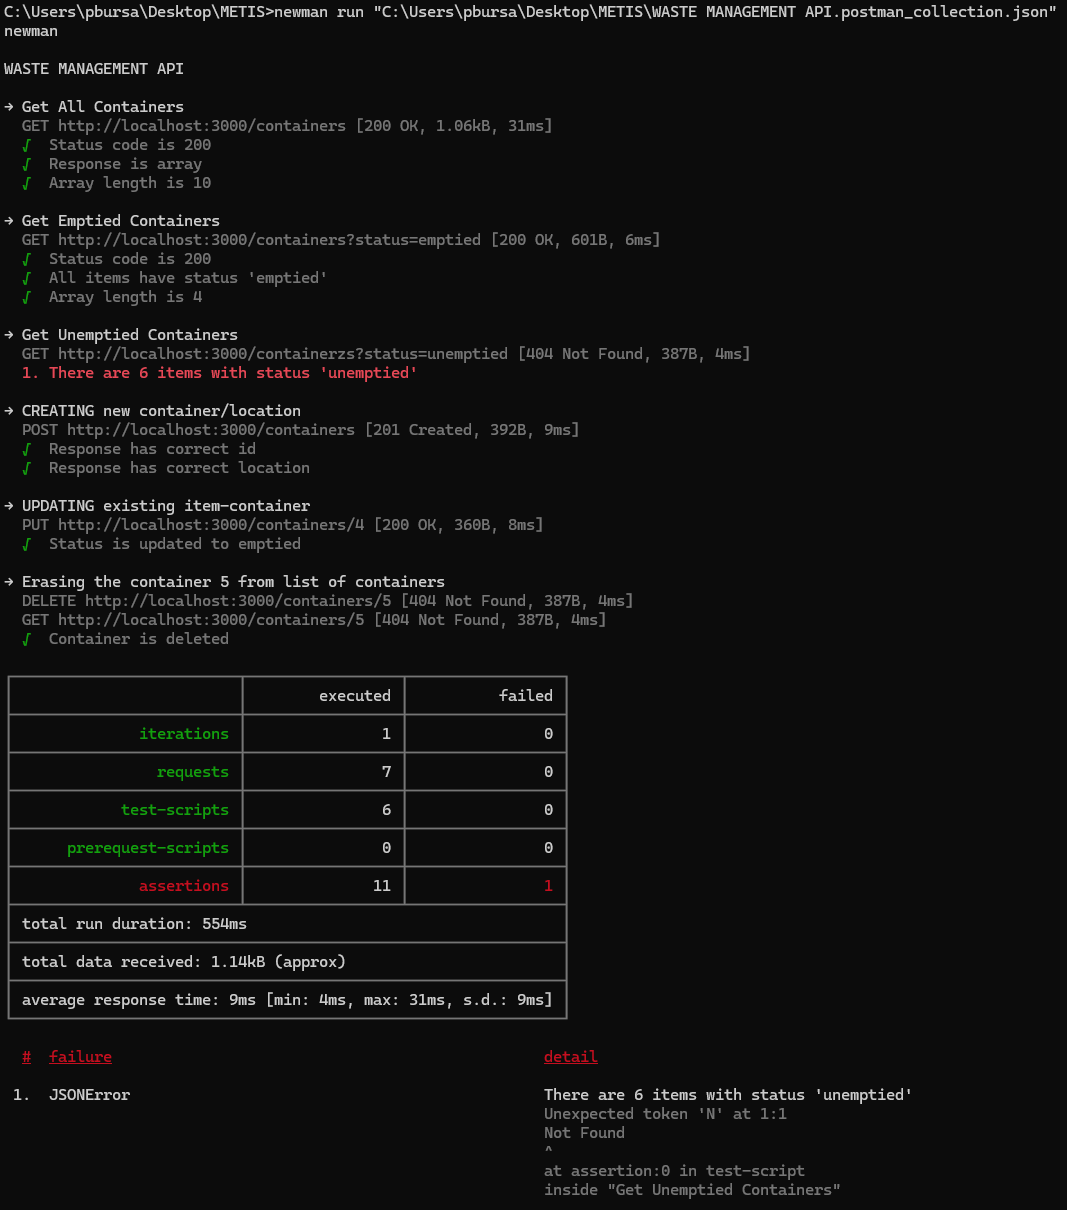 C:\Users\pbursa\Desktop\METIS>newman run "C:\Users\pbursa\Desktop\METIS\WASTE MANAGEMENT API.postman_collection.json"
newman
WASTE MANAGEMENT API
→ Get All Containers
GET http://localhost:3000/containers [200 OK, 1.06kB, 31ms]
√ Status code is 200
√ Response is array
√ Array length is 10
→ Get Emptied Containers
GET http://localhost:3000/containers?status=emptied [200 OK, 601B, 6ms]
√ Status code is 200
√ All items have status 'emptied'
√ Array length is 4
→ Get Unemptied Containers
GET http://localhost:3000/containerzs?status=unemptied [404 Not Found, 387B, 4ms]
1. There are 6 items with status 'unemptied'
→ CREATING new container/location
POST http://localhost:3000/containers [201 Created, 392B, 9ms]
√ Response has correct id
√ Response has correct location
→ UPDATING existing item-container
PUT http://localhost:3000/containers/4 [200 OK, 360B, 8ms]
√ Status is updated to emptied
→ Erasing the container 5 from list of containers
DELETE http://localhost:3000/containers/5 [404 Not Found, 387B, 4ms]
GET http://localhost:3000/containers/5 [404 Not Found, 387B, 4ms]
√ Container is deleted
executed failed
iterations 1 0
requests 7 0
test-scripts 6 0
prerequest-scripts 0 0
assertions 11 1
total run duration: 554ms
total data received: 1.14kB (approx)
average response time: 9ms [min: 4ms, max: 31ms, s.d.: 9ms]
# failure detail
1. JSONError There are 6 items with status 'unemptied'
Unexpected token 'N' at 1:1
Not Found
^
at assertion:0 in test-script
inside "Get Unemptied Containers"